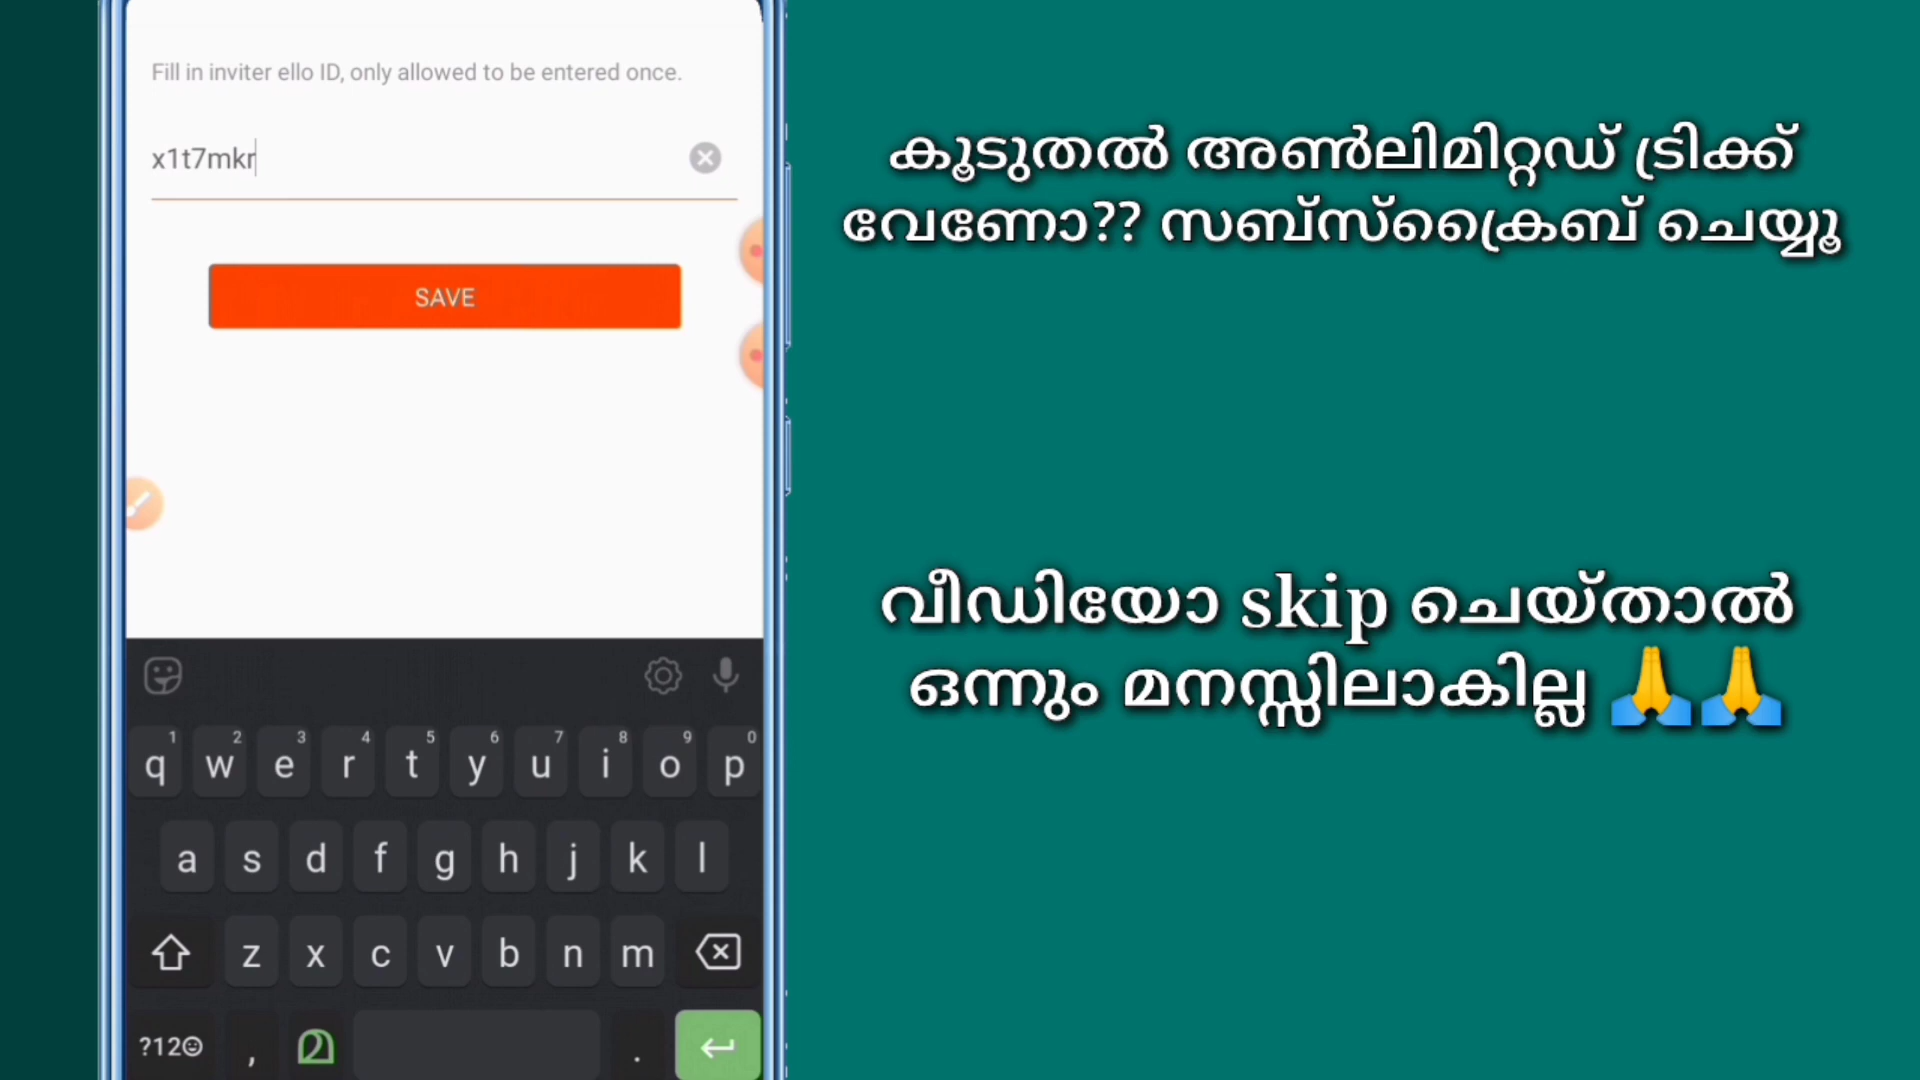 Fill in inviter ello ID, only allowed to be entered once.
x1t7mkr
SAVE
കൂടുതൽ അൺലിമിറ്റഡ് ട്രിക്ക്
വേണോ?? സബ്സ്ക്രൈബ് ചെയ്യൂ
വീഡിയോ skip ചെയ്താൽ
ഒന്നും മനസ്സിലാകില്ല 🙏🙏
1 2 3 4 5 6 7 8 9 0
q w e r t y u i o p
a s d f g h j k l
z x c v b n m
?12☺ , മ .